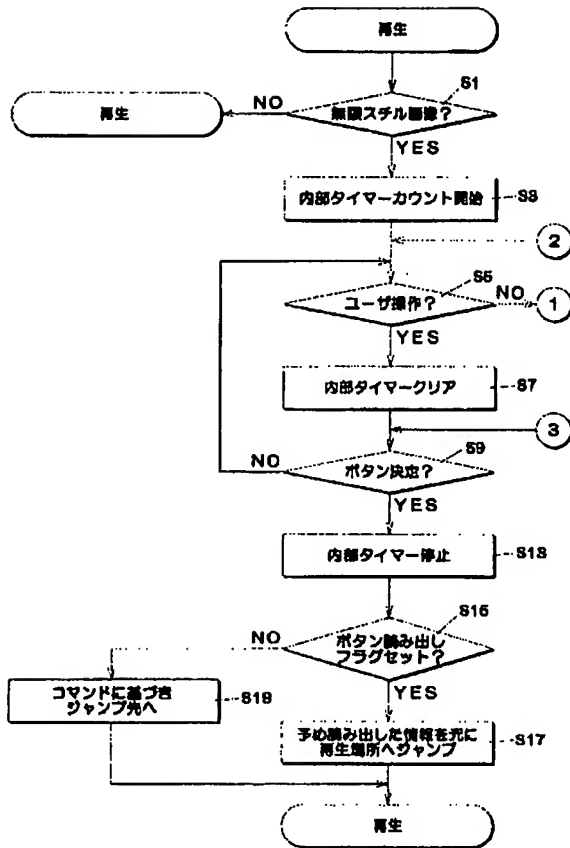 再生
S1
NO
再生
無限スチル画像?
YES
内部タイマーカウント開始
S3
2
S5
ユーザ操作?
NO
1
YES
内部タイマークリア
S7
3
S9
NO
ボタン決定?
YES
内部タイマー停止
S13
S15
NO
ボタン読み出し
フラグセット?
YES
コマンドに基づき
ジャンプ先へ
S19
予め読み出した情報を元に
再生場所へジャンプ
S17
再生